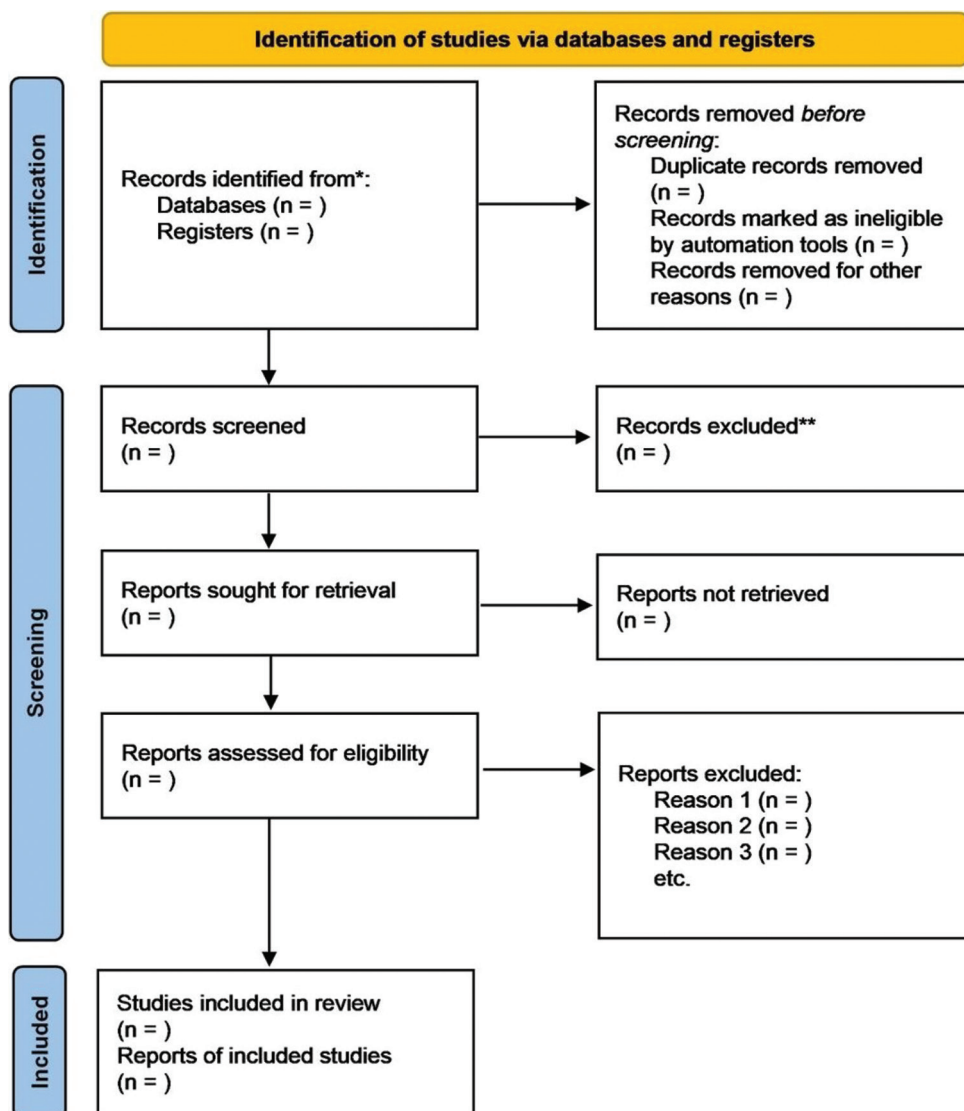 Identification of studies via databases and registers
Identification
Records identified from*:
Databases (n = )
Registers (n = )
Records removed before
screening:
Duplicate records removed
(n = )
Records marked as ineligible
by automation tools (n = )
Records removed for other
reasons (n = )
Screening
Records screened
(n = )
Records excluded**
(n = )
Reports sought for retrieval
(n = )
Reports not retrieved
(n = )
Reports assessed for eligibility
(n = )
Reports excluded:
Reason 1 (n = )
Reason 2 (n = )
Reason 3 (n = )
etc.
Included
Studies included in review
(n = )
Reports of included studies
(n = )